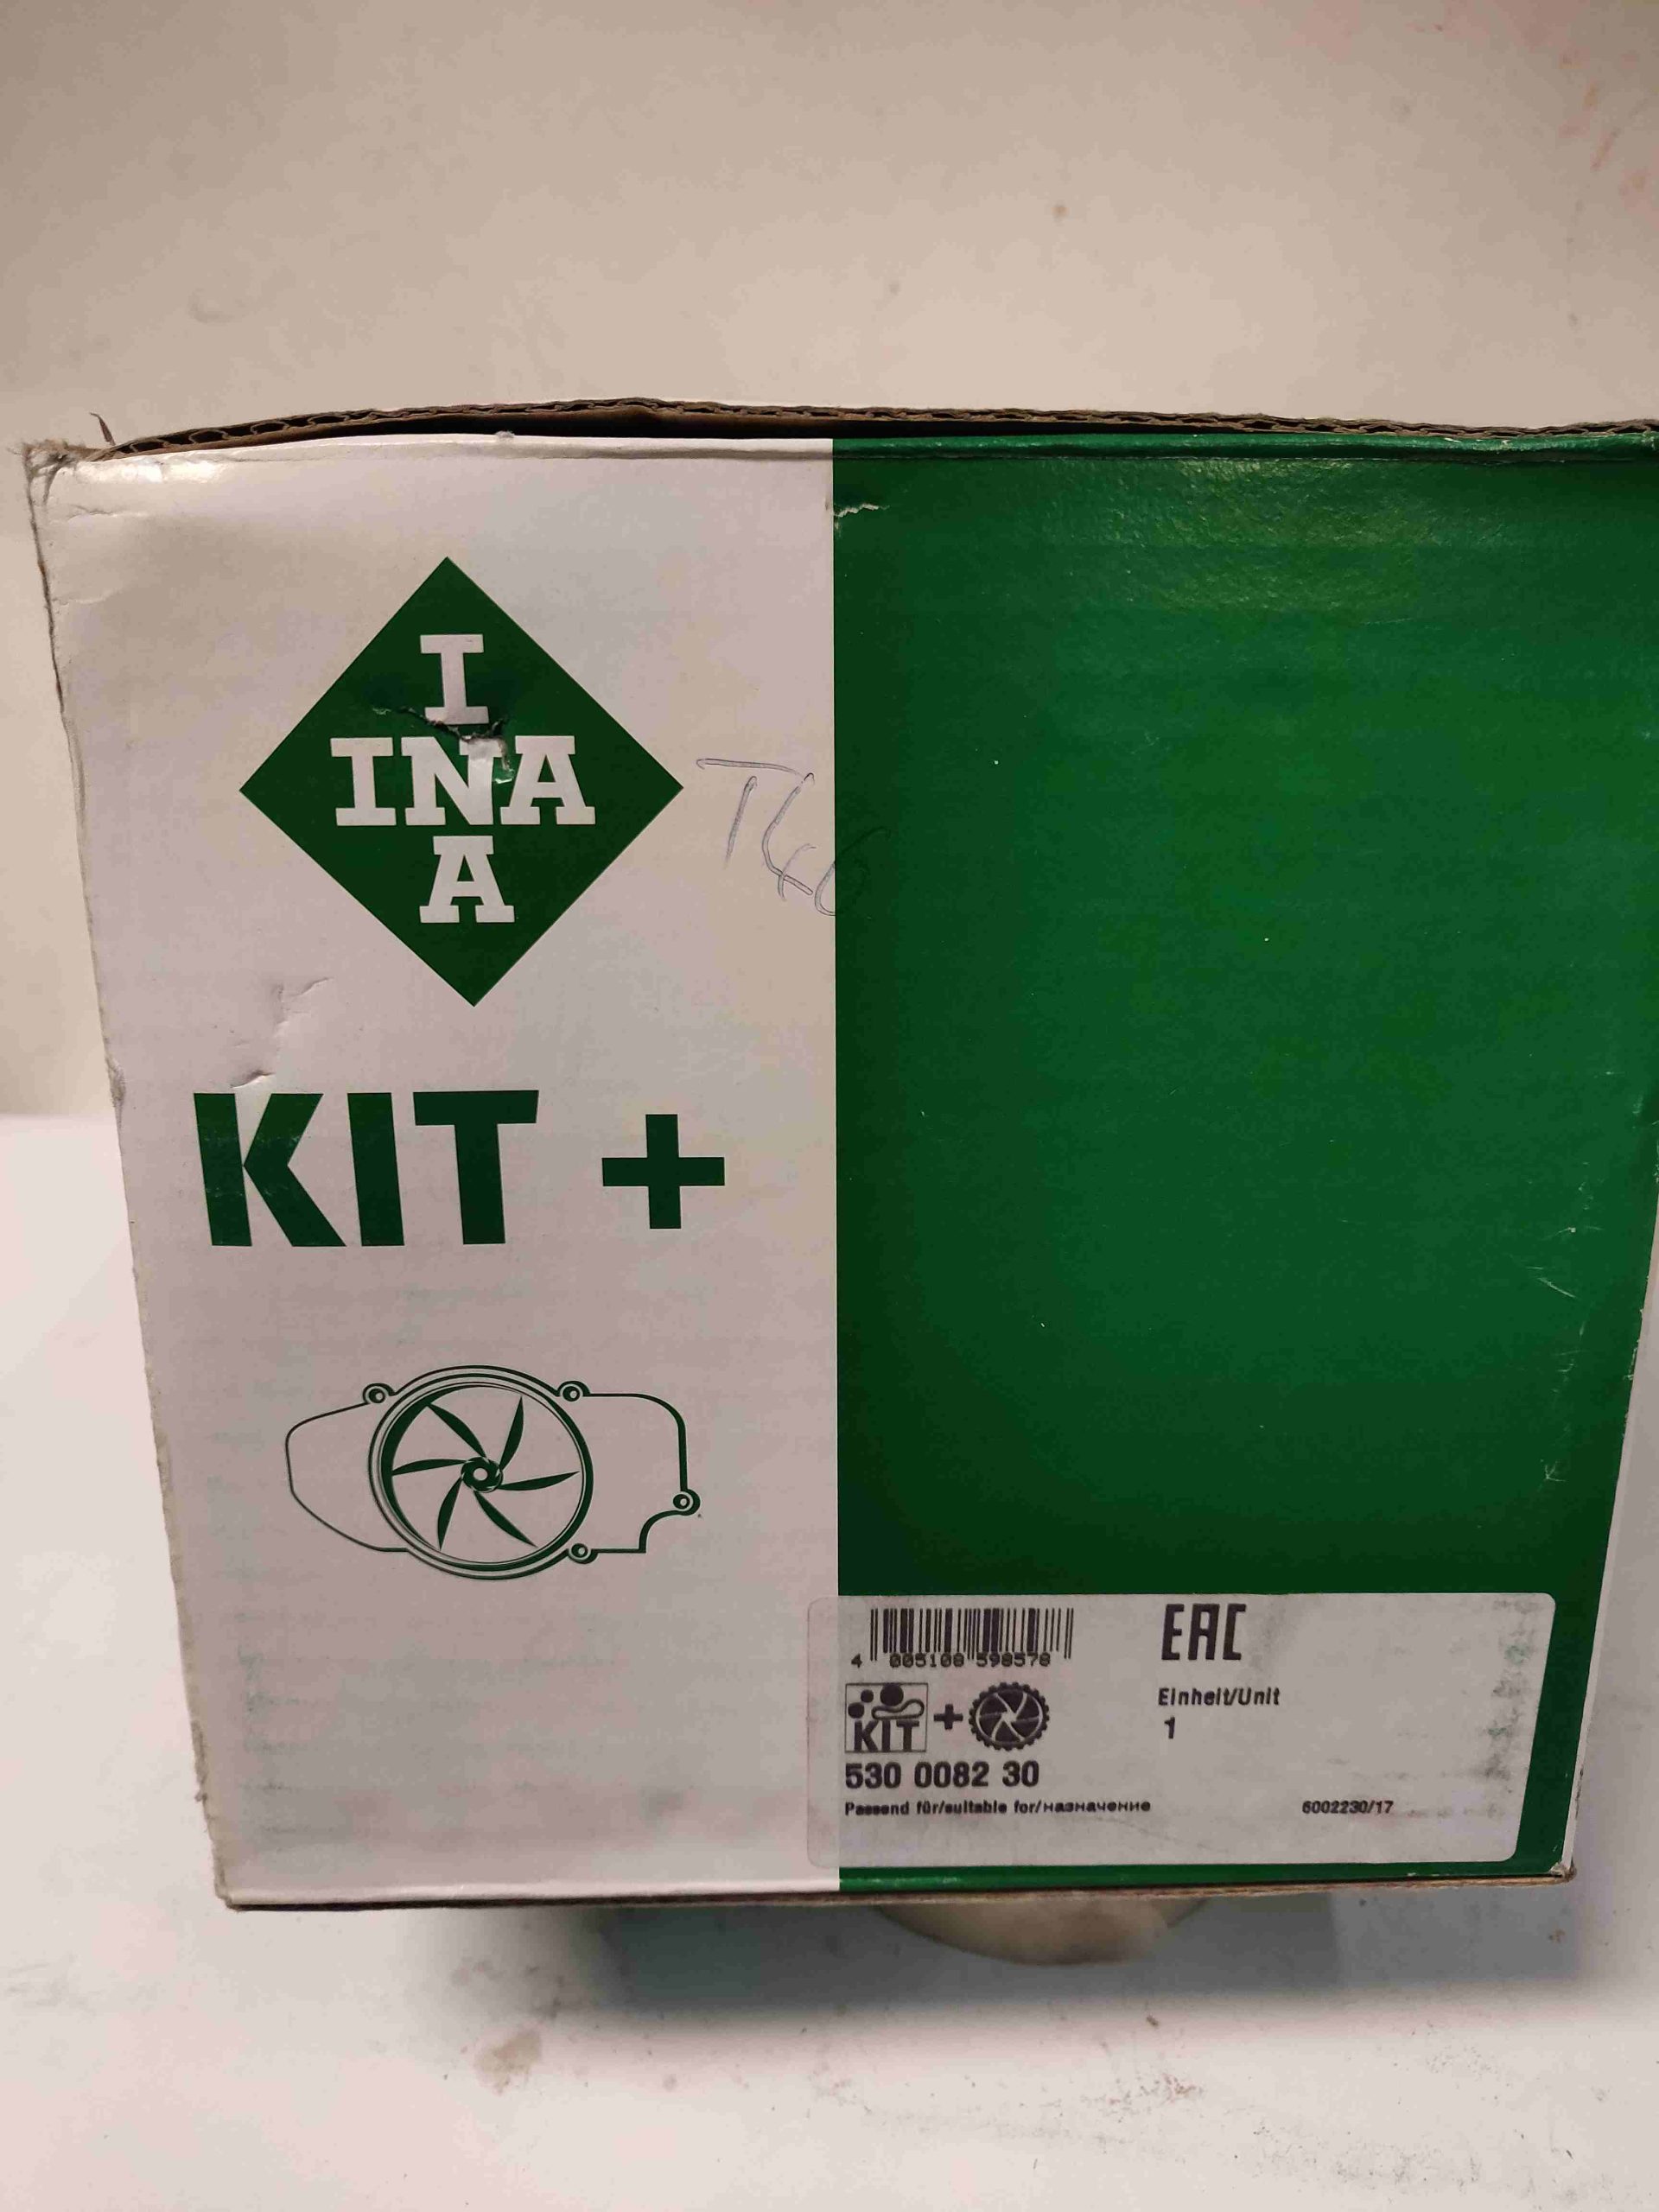 I
INA
A
KIT +
4 005108 598578
EAC
KIT +
Einheit/Unit
1
530 0082 30
Passend für/suitable for/назначение
6002230/17